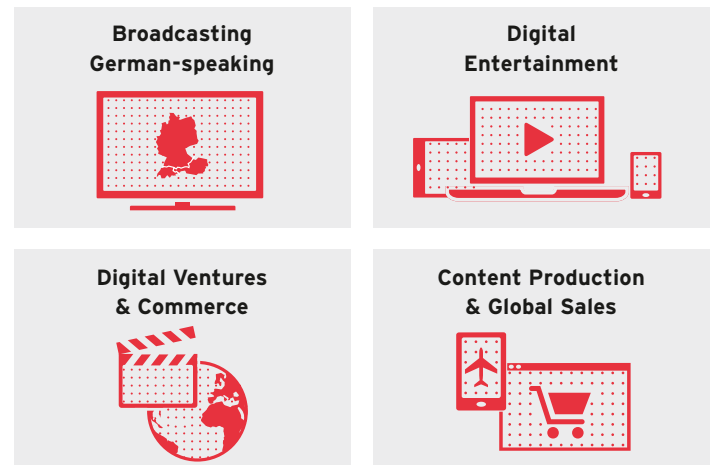 Broadcasting
German-speaking
Digital
Entertainment
Digital Ventures
& Commerce
Content Production
& Global Sales